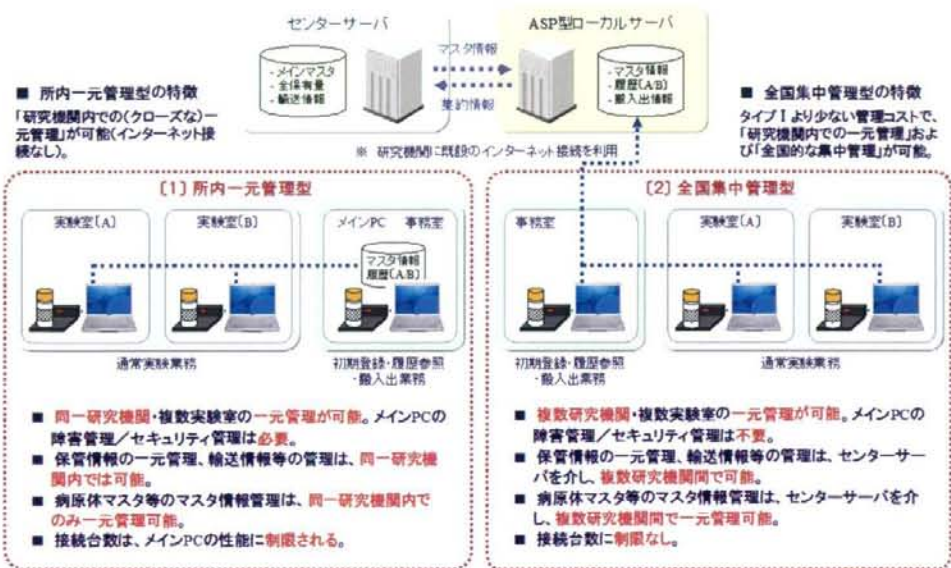 センターサーバ
ASP型ローカルサーバ
- メインマスタ
- 全保有量
- 輸送情報
マスタ情報
集約情報
- マスタ情報
- 履歴(A/B)
- 搬入出情報
■ 所内一元管理型の特徴
「研究機関内での(クローズな)一
元管理」が可能(インターネット接
続なし)。
■ 全国集中管理型の特徴
タイプⅠより少ない管理コストで、
「研究機関内での一元管理」およ
び「全国的な集中管理」が可能。
※ 研究機関に既設のインターネット接続を利用
〔1〕所内一元管理型
実験室〔A〕
実験室〔B〕
メインPC 事務室
マスタ情報
履歴(A/B)
通常実験業務
初期登録・履歴参照
・搬入出業務
■ 同一研究機関・複数実験室の一元管理が可能。メインPCの
障害管理/セキュリティ管理は必要。
■ 保管情報の一元管理、輸送情報等の管理は、同一研究機
関内では可能。
■ 病原体マスタ等のマスタ情報管理は、同一研究機関内で
のみ一元管理可能。
■ 接続台数は、メインPCの性能に制限される。
〔2〕全国集中管理型
事務室
実験室〔A〕
実験室〔B〕
初期登録・履歴参照
・搬入出業務
通常実験業務
■ 複数研究機関・複数実験室の一元管理が可能。メインPCの
障害管理/セキュリティ管理は不要。
■ 保管情報の一元管理、輸送情報等の管理は、センターサー
バを介し、複数研究機関間で可能。
■ 病原体マスタ等のマスタ情報管理は、センターサーバを介
し、複数研究機関間で一元管理可能。
■ 接続台数に制限なし。